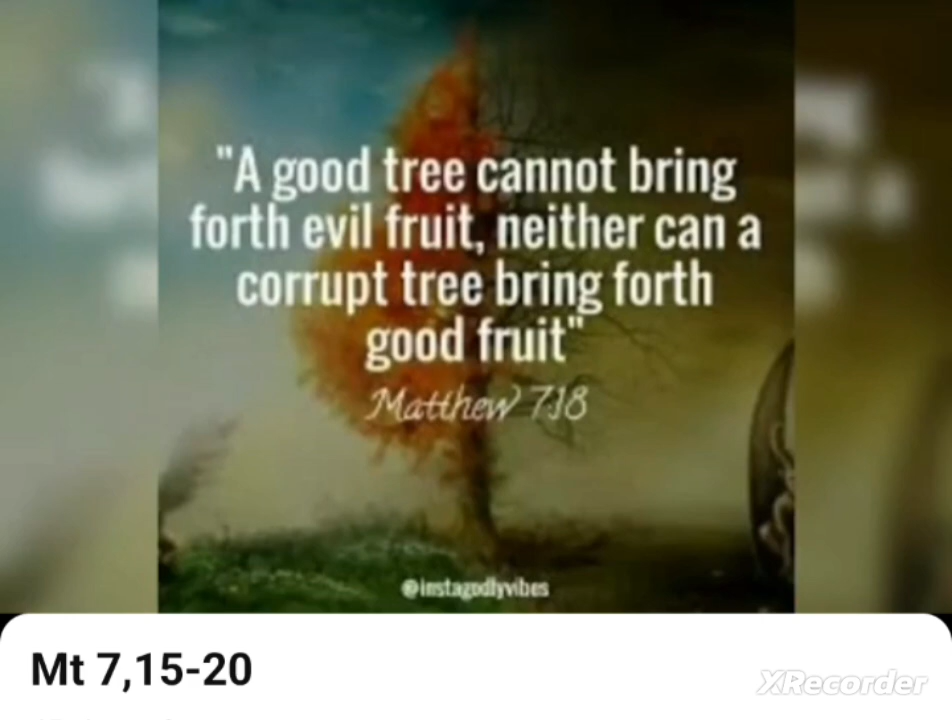 "A good tree cannot bring
forth evil fruit, neither can a
corrupt tree bring forth
good fruit"
Matthew 7:18
@instagodlyvibes
Mt 7,15-20
XRecorder